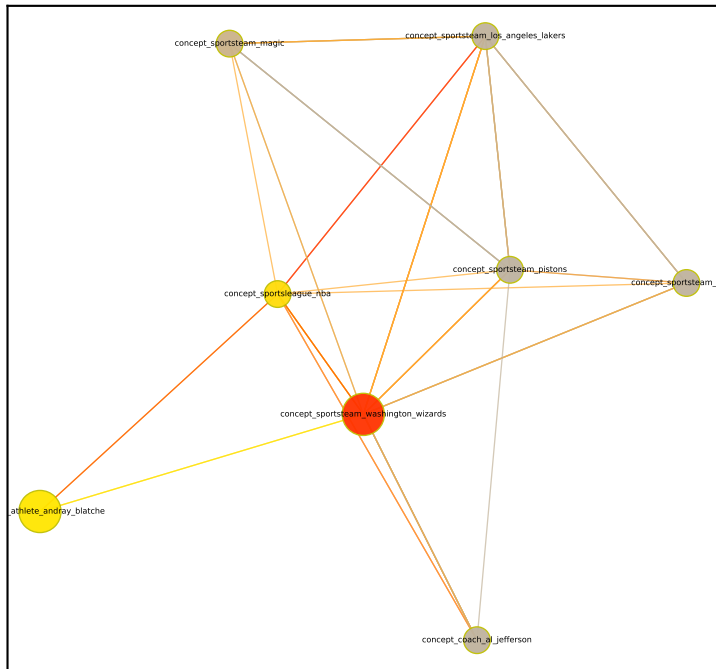 concept_sportsteam_los_angeles_lakers
concept_sportsteam_magic
concept_sportsteam_pistons
concept_sportsteam_
concept_sportsleague_nba
concept_sportsteam_washington_wizards
_athlete_andray_blatche
concept_coach_al_jefferson